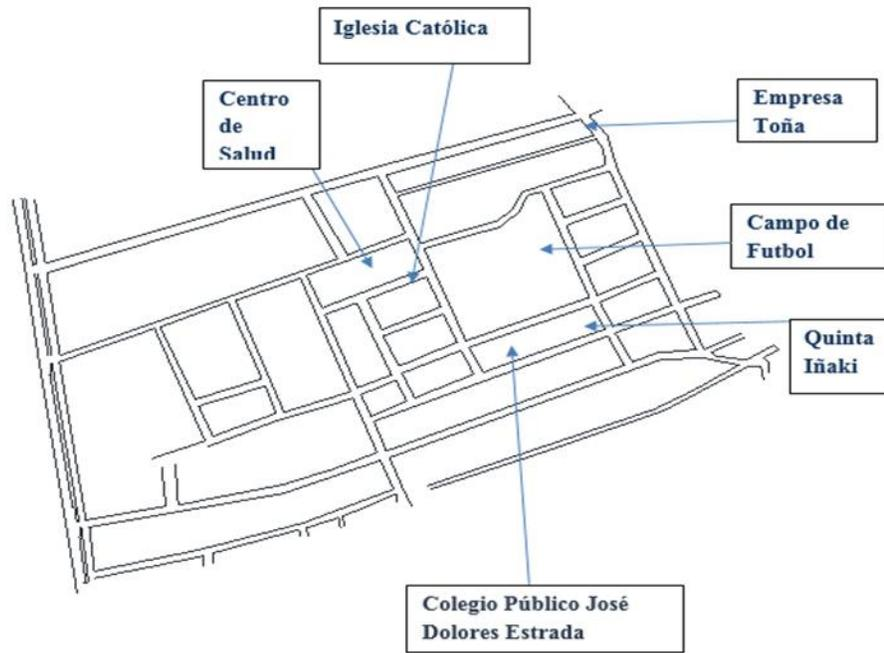 Iglesia Católica
Centro
de
Salud
Empresa
Toña
Campo de
Futbol
Quinta
Iñaki
Colegio Público José
Dolores Estrada